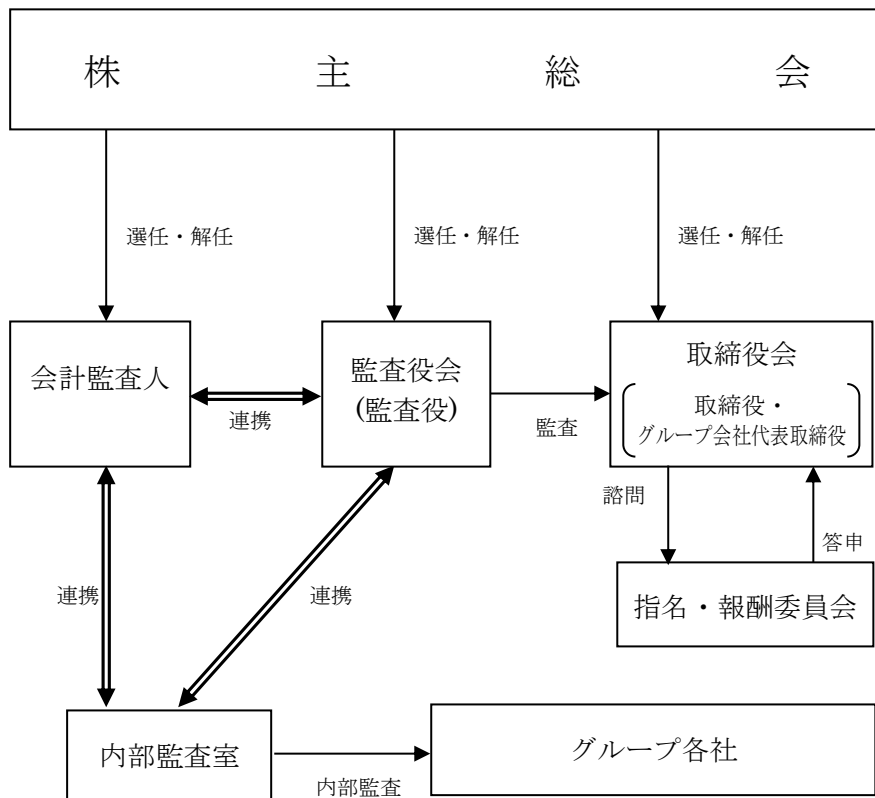 株主総会
選任・解任
選任・解任
選任・解任
会計監査人
連携
監査役会
(監査役)
監査
取締役会
取締役・
グループ会社代表取締役
諮問
答申
連携
連携
指名・報酬委員会
内部監査室
内部監査
グループ各社